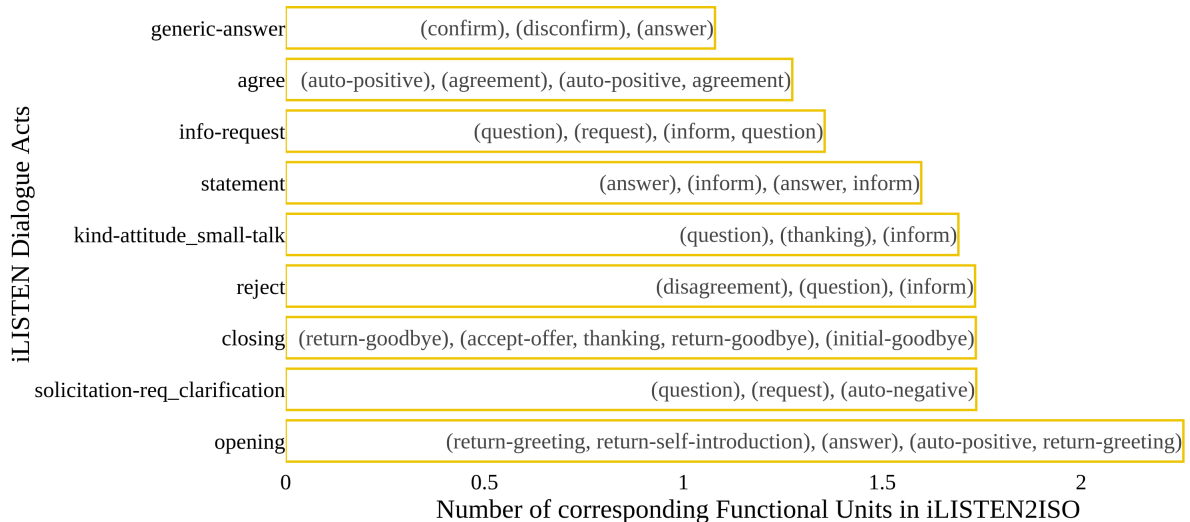 generic-answer (confirm), (disconfirm), (answer)
agree (auto-positive), (agreement), (auto-positive, agreement)
info-request (question), (request), (inform, question)
statement (answer), (inform), (answer, inform)
kind-attitude_small-talk (question), (thanking), (inform)
reject (disagreement), (question), (inform)
closing (return-goodbye), (accept-offer, thanking, return-goodbye), (initial-goodbye)
solicitation-req_clarification (question), (request), (auto-negative)
opening (return-greeting, return-self-introduction), (answer), (auto-positive, return-greeting)
iLISTEN Dialogue Acts
0 0.5 1 1.5 2
Number of corresponding Functional Units in iLISTEN2ISO